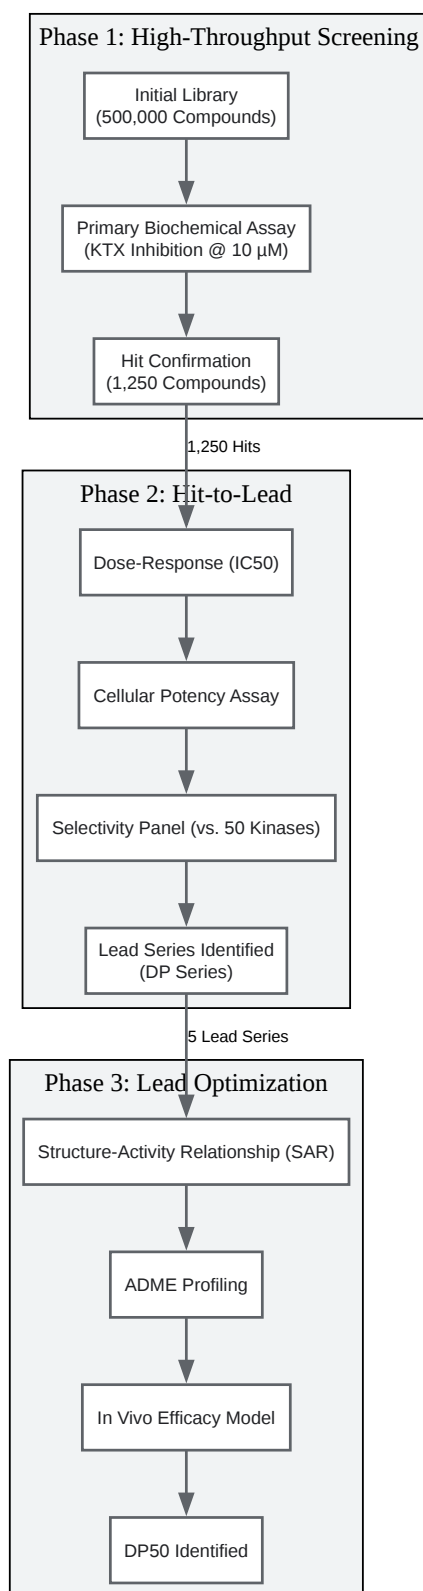 Phase 1: High-Throughput Screening
Initial Library
(500,000 Compounds)
Primary Biochemical Assay
(KTX Inhibition @ 10 µM)
Hit Confirmation
(1,250 Compounds)
1,250 Hits
Phase 2: Hit-to-Lead
Dose-Response (IC50)
Cellular Potency Assay
Selectivity Panel (vs. 50 Kinases)
Lead Series Identified
(DP Series)
5 Lead Series
Phase 3: Lead Optimization
Structure-Activity Relationship (SAR)
ADME Profiling
In Vivo Efficacy Model
DP50 Identified